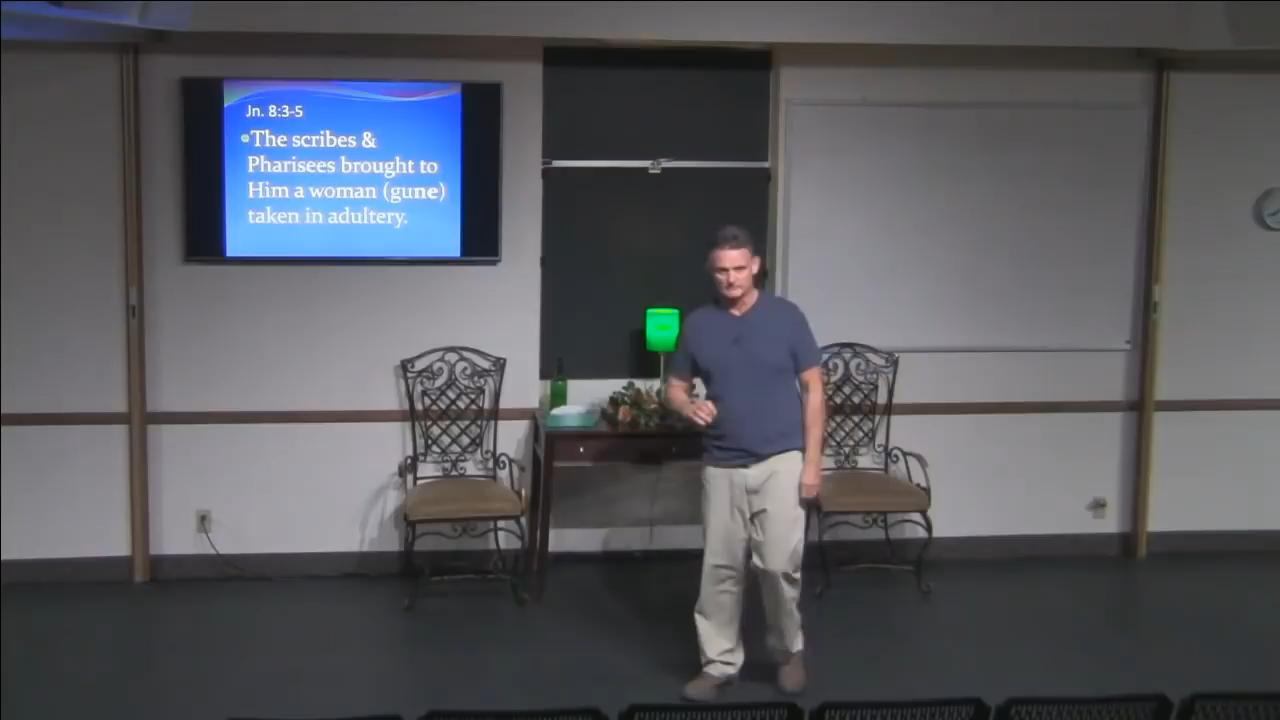 Jn. 8:3-5
The scribes &
Pharisees brought to
Him a woman (gune)
taken in adultery.